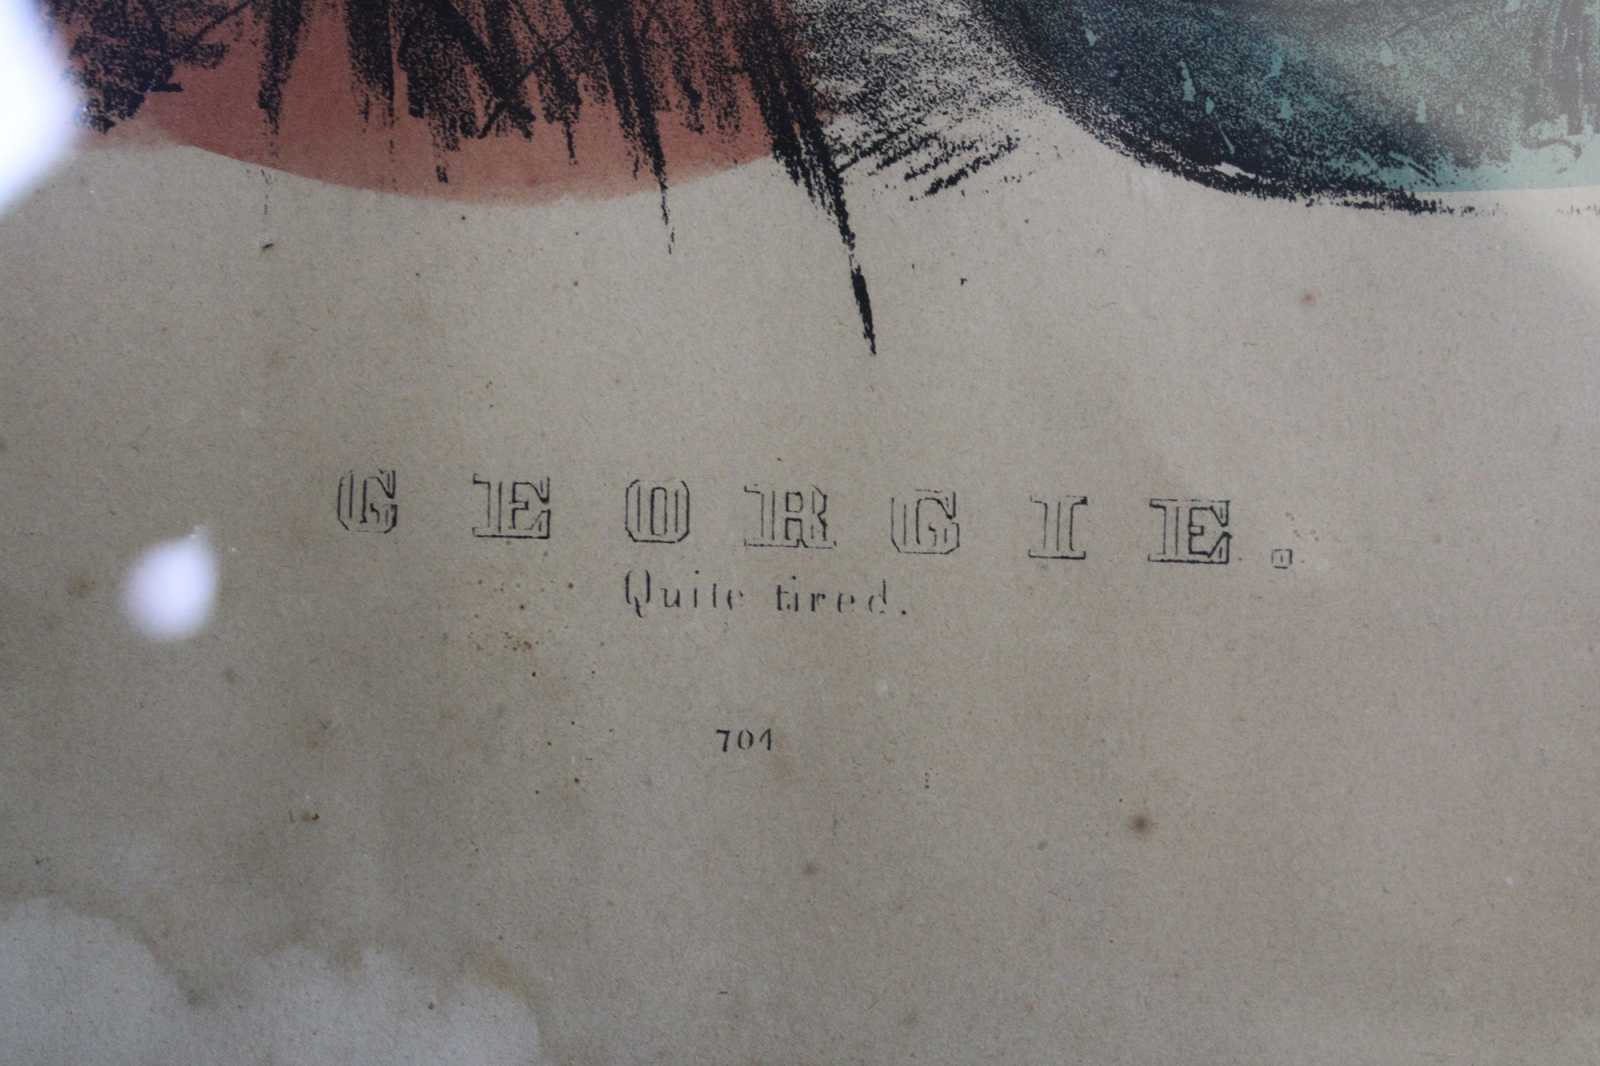 GEORGIE.
Quite tired.
701